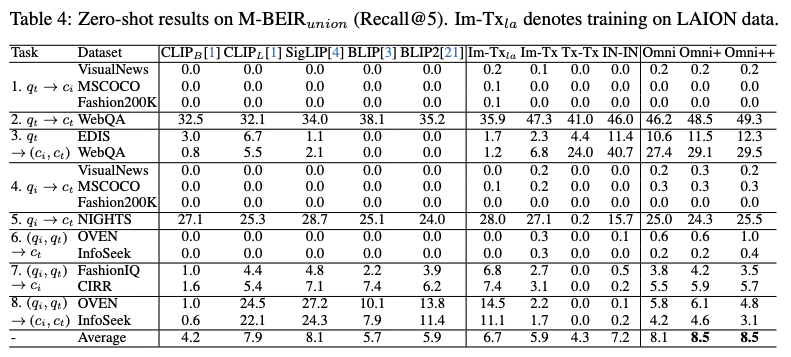 Table 4: Zero-shot results on M-BEIR_union (Recall@5). Im-Tx_la denotes training on LAION data.
Task Dataset CLIP_B[1] CLIP_L[1] SigLIP[4] BLIP[3] BLIP2[21] Im-Tx_la Im-Tx Tx-Tx IN-IN Omni Omni+ Omni++
VisualNews 0.0 0.0 0.0 0.0 0.0 0.2 0.1 0.0 0.0 0.2 0.2 0.2
1. q_t → c_i MSCOCO 0.0 0.0 0.0 0.0 0.0 0.1 0.0 0.0 0.0 0.0 0.0 0.0
Fashion200K 0.0 0.0 0.0 0.0 0.0 0.1 0.0 0.0 0.0 0.0 0.0 0.0
2. q_t → c_t WebQA 32.5 32.1 34.0 38.1 35.2 35.9 47.3 41.0 46.0 46.2 48.5 49.3
3. q_t EDIS 3.0 6.7 1.1 0.0 0.0 1.7 2.3 4.4 11.4 10.6 11.5 12.3
→ (c_i, c_t) WebQA 0.8 5.5 2.1 0.0 0.0 1.2 6.8 24.0 40.7 27.4 29.1 29.5
VisualNews 0.0 0.0 0.0 0.0 0.0 0.0 0.2 0.0 0.0 0.2 0.3 0.2
4. q_i → c_t MSCOCO 0.0 0.0 0.0 0.0 0.0 0.1 0.2 0.0 0.0 0.3 0.3 0.3
Fashion200K 0.0 0.0 0.0 0.0 0.0 0.0 0.0 0.0 0.0 0.0 0.0 0.0
5. q_i → c_t NIGHTS 27.1 25.3 28.7 25.1 24.0 28.0 27.1 0.2 15.7 25.0 24.3 25.5
6. (q_i, q_t) OVEN 0.0 0.0 0.0 0.0 0.0 0.0 0.3 0.0 0.1 0.6 0.6 1.0
→ c_t InfoSeek 0.0 0.0 0.0 0.0 0.0 0.0 0.3 0.0 0.0 0.2 0.2 0.4
7. (q_i, q_t) FashionIQ 1.0 4.4 4.8 2.2 3.9 6.8 2.7 0.0 0.5 3.8 4.2 3.5
→ c_i CIRR 1.6 5.4 7.1 7.4 6.2 7.4 3.1 0.0 0.2 5.5 5.9 5.7
8. (q_i, q_t) OVEN 1.0 24.5 27.2 10.1 13.8 14.5 2.2 0.0 0.1 5.8 6.1 4.8
→ (c_i, c_t) InfoSeek 0.6 22.1 24.3 7.9 11.4 11.1 1.7 0.0 0.2 4.2 4.6 3.1
- Average 4.2 7.9 8.1 5.7 5.9 6.7 5.9 4.3 7.2 8.1 8.5 8.5